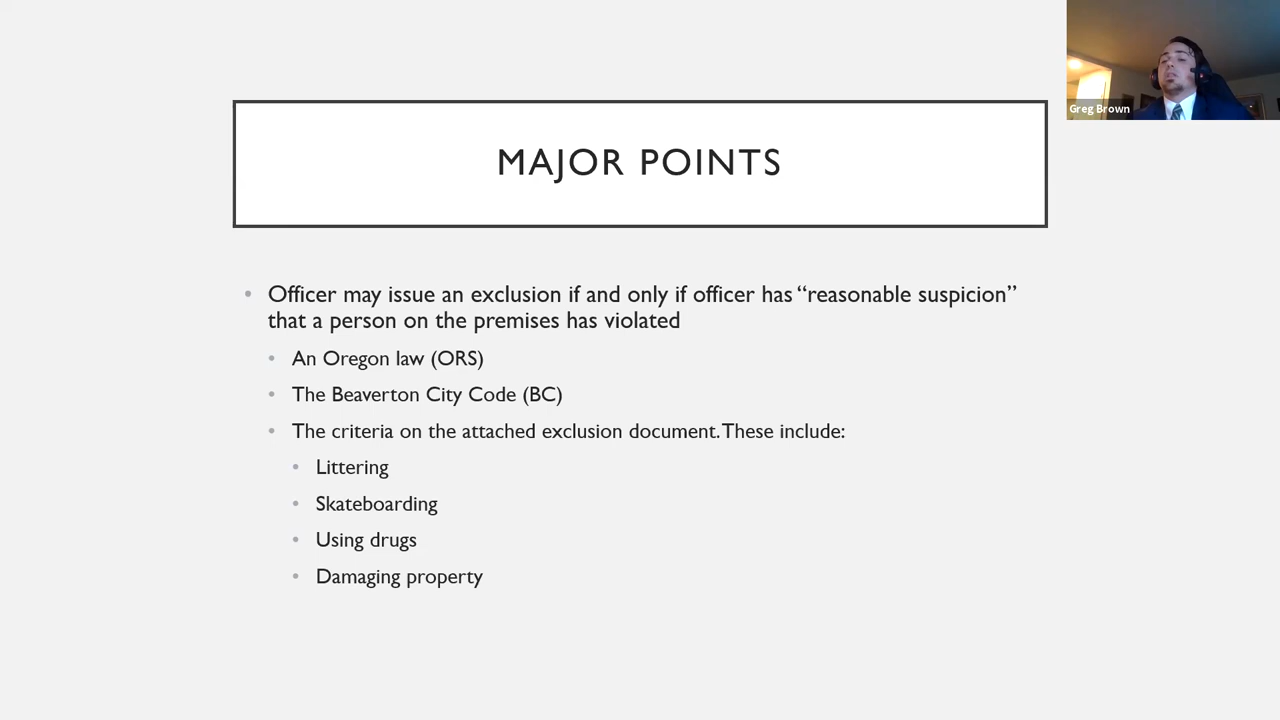 Greg Brown
MAJOR POINTS
• Officer may issue an exclusion if and only if officer has “reasonable suspicion”
that a person on the premises has violated
• An Oregon law (ORS)
• The Beaverton City Code (BC)
• The criteria on the attached exclusion document. These include:
• Littering
• Skateboarding
• Using drugs
• Damaging property